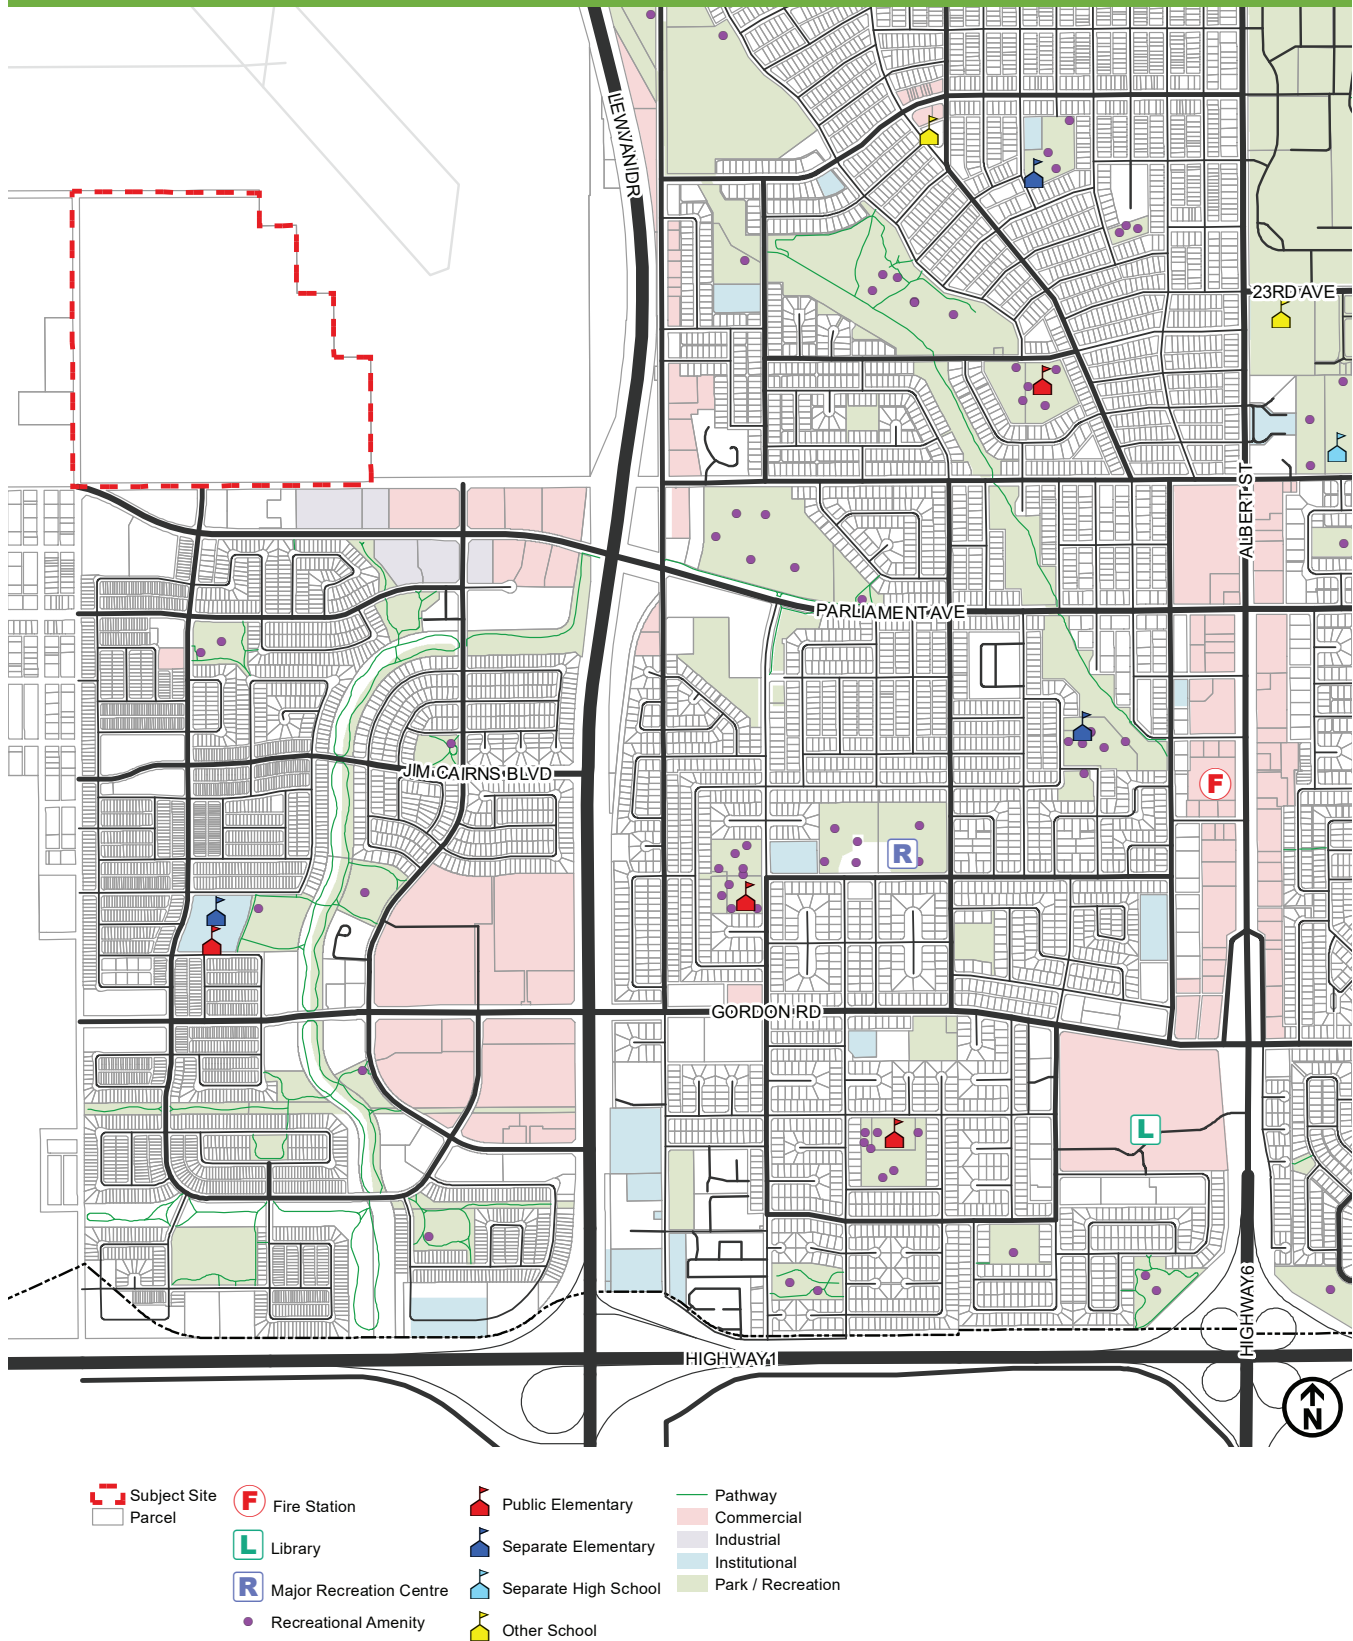 LEWVAN DR
23RD AVE
ALBERT ST
PARLIAMENT AVE
JIM CAIRNS BLVD
F
R
GORDON RD
L
HIGHWAY 6
HIGHWAY 1
N
Subject Site
Parcel
F Fire Station
L Library
R Major Recreation Centre
Recreational Amenity
Public Elementary
Separate Elementary
Separate High School
Other School
Pathway
Commercial
Industrial
Institutional
Park / Recreation